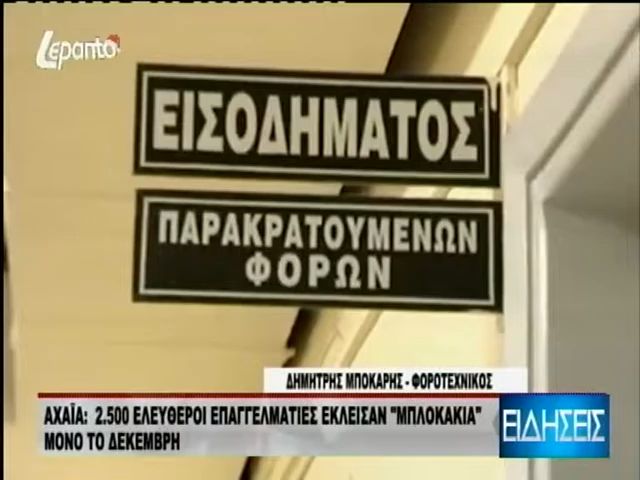 Lepanto
ΕΙΣΟΔΗΜΑΤΟΣ
ΠΑΡΑΚΡΑΤΟΥΜΕΝΩΝ
ΦΟΡΩΝ
ΔΗΜΗΤΡΗΣ ΜΠΟΚΑΡΗΣ - ΦΟΡΟΤΕΧΝΙΚΟΣ
ΑΧΑΪΑ: 2.500 ΕΛΕΥΘΕΡΟΙ ΕΠΑΓΓΕΛΜΑΤΙΕΣ ΕΚΛΕΙΣΑΝ "ΜΠΛΟΚΑΚΙΑ"
ΜΟΝΟ ΤΟ ΔΕΚΕΜΒΡΗ
ΕΙΔΗΣΕΙΣ